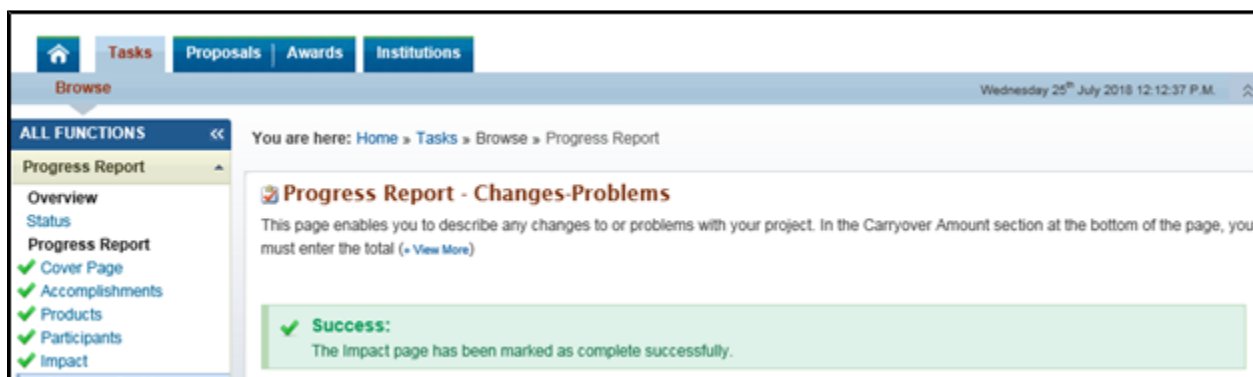 Tasks
Proposals | Awards
Institutions
Browse
Wednesday 25th July 2018 12:12:37 P.M.
ALL FUNCTIONS «
You are here: Home » Tasks » Browse » Progress Report
Progress Report
Overview
Status
Progress Report
Cover Page
Accomplishments
Products
Participants
Impact
Progress Report - Changes-Problems
This page enables you to describe any changes to or problems with your project. In the Carryover Amount section at the bottom of the page, you
must enter the total (» View More)
Success:
The Impact page has been marked as complete successfully.